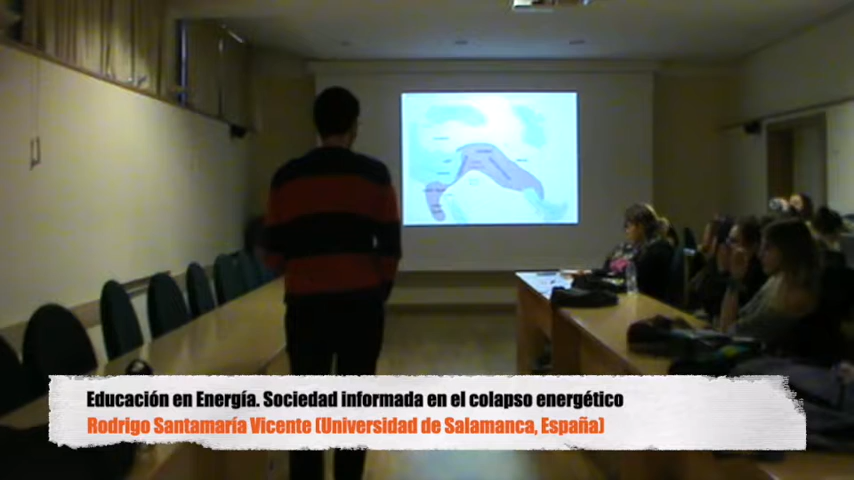 Educación en Energía. Sociedad informada en el colapso energético
Rodrigo Santamaría Vicente (Universidad de Salamanca, España)